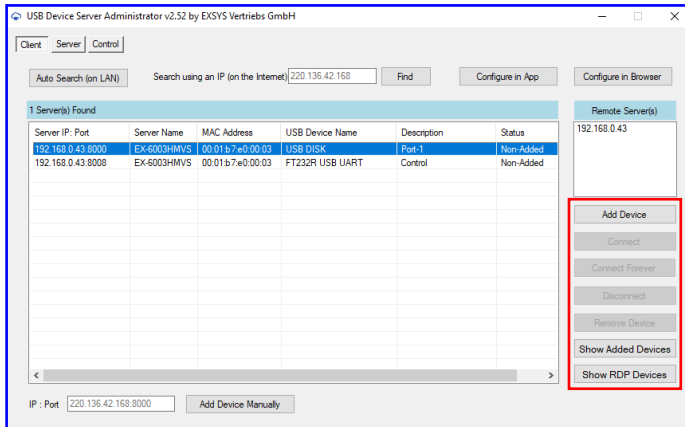 USB Device Server Administrator v2.52 by EXSYS Vertriebs GmbH
Client Server Control
Auto Search (on LAN) Search using an IP (on the Internet) 220.136.42.168 Find Configure in App Configure in Browser
1 Server(s) Found Remote Server(s)
Server IP: Port Server Name MAC Address USB Device Name Description Status 192.168.0.43
192.168.0.43:8000 EX-6003HMVS 00:01:b7:e0:00:03 USB DISK Port-1 Non-Added
192.168.0.43:8008 EX-6003HMVS 00:01:b7:e0:00:03 FT232R USB UART Control Non-Added
Add Device
Connect
Connect Forever
Disconnect
Remove Device
Show Added Devices
Show RDP Devices
IP : Port 220.136.42.168:8000 Add Device Manually